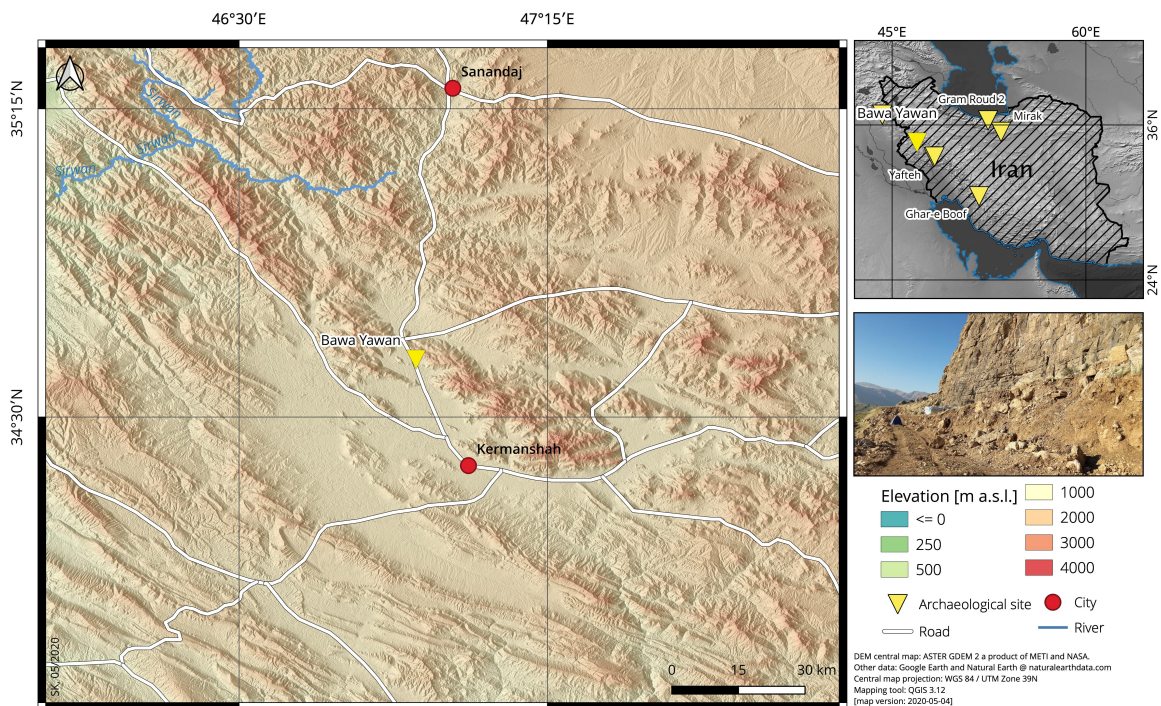 46°30′E
47°15′E
35°15′N
34°30′N
Sanandaj
Sirwan
Sirwan
Sirwan
Bawa Yawan
Kermanshah
SK, 05/2020
0 15 30 km
45°E
60°E
36°N
24°N
Gram Roud 2
Bawa Yawan
Mirak
Iran
Yafteh
Ghar-e Boof
Elevation [m a.s.l.]
<= 0
250
500
1000
2000
3000
4000
Archaeological site
City
Road
River
DEM central map: ASTER GDEM 2 a product of METI and NASA.
Other data: Google Earth and Natural Earth @ naturalearthdata.com
Central map projection: WGS 84 / UTM Zone 39N
Mapping tool: QGIS 3.12
[map version: 2020-05-04]